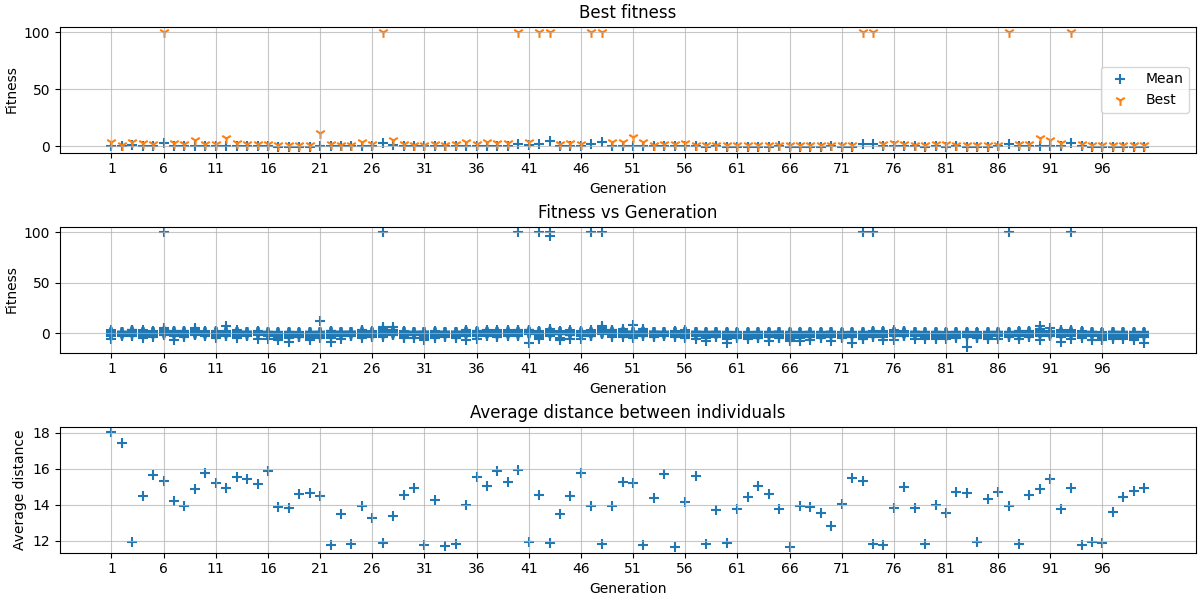 Best fitness
100
50
0
Fitness
Mean
Best
1 6 11 16 21 26 31 36 41 46 51 56 61 66 71 76 81 86 91 96
Generation
Fitness vs Generation
100
50
0
Fitness
1 6 11 16 21 26 31 36 41 46 51 56 61 66 71 76 81 86 91 96
Generation
Average distance between individuals
18
16
14
12
Average distance
1 6 11 16 21 26 31 36 41 46 51 56 61 66 71 76 81 86 91 96
Generation